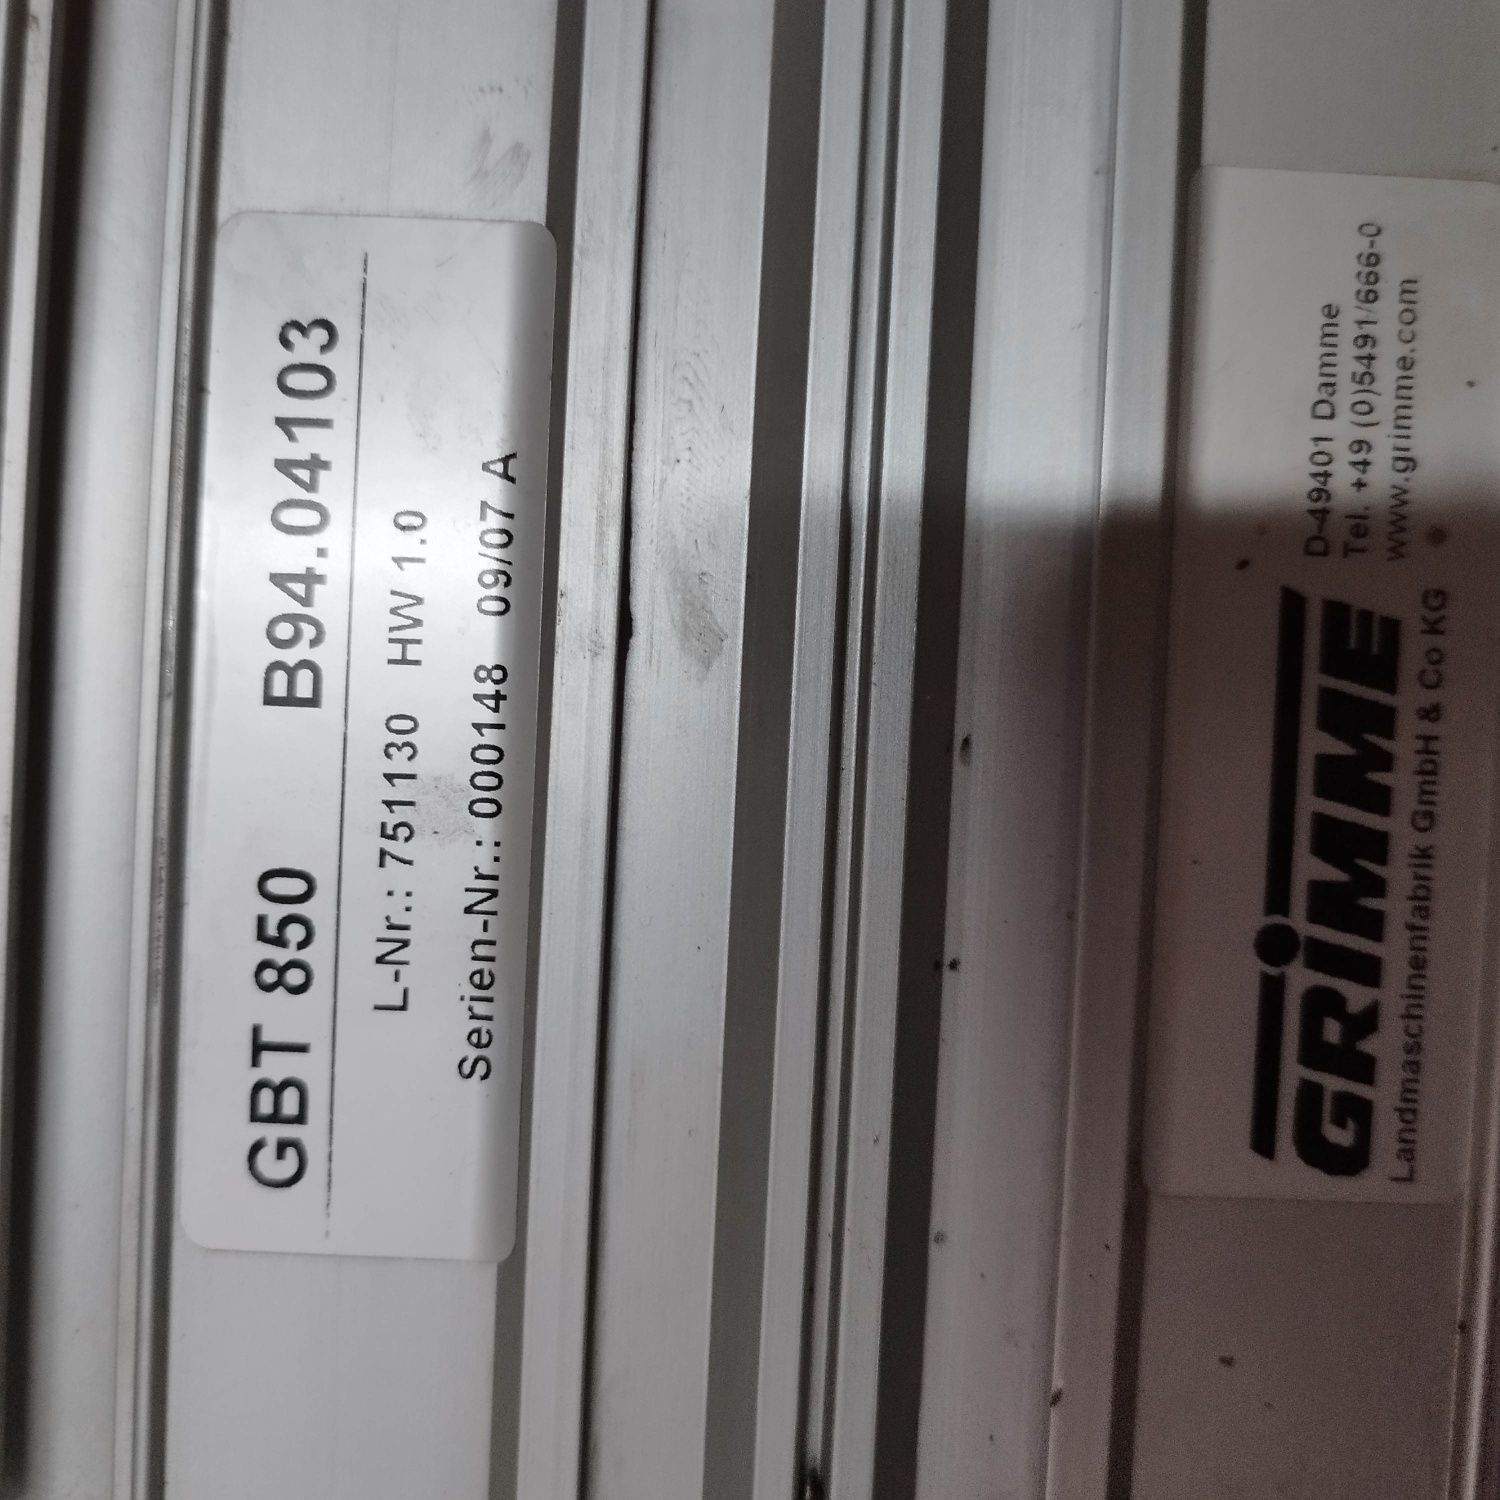 GBT 850 B94.04103
L-Nr.: 751130 HW 1.0
Serien-Nr.: 000148 09/07 A
GRIMME
Landmaschinenfabrik GmbH & Co KG
D-49401 Damme
Tel. +49 (0)5491/666-0
www.grimme.com